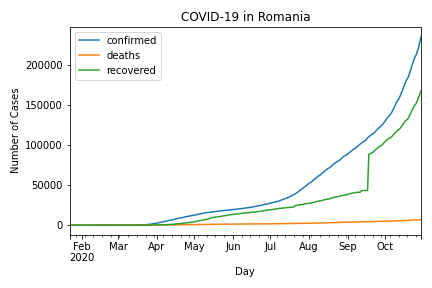 COVID-19 in Romania
confirmed
deaths
recovered
Number of Cases
200000
150000
100000
50000
0
Feb Mar Apr May Jun Jul Aug Sep Oct
2020
Day